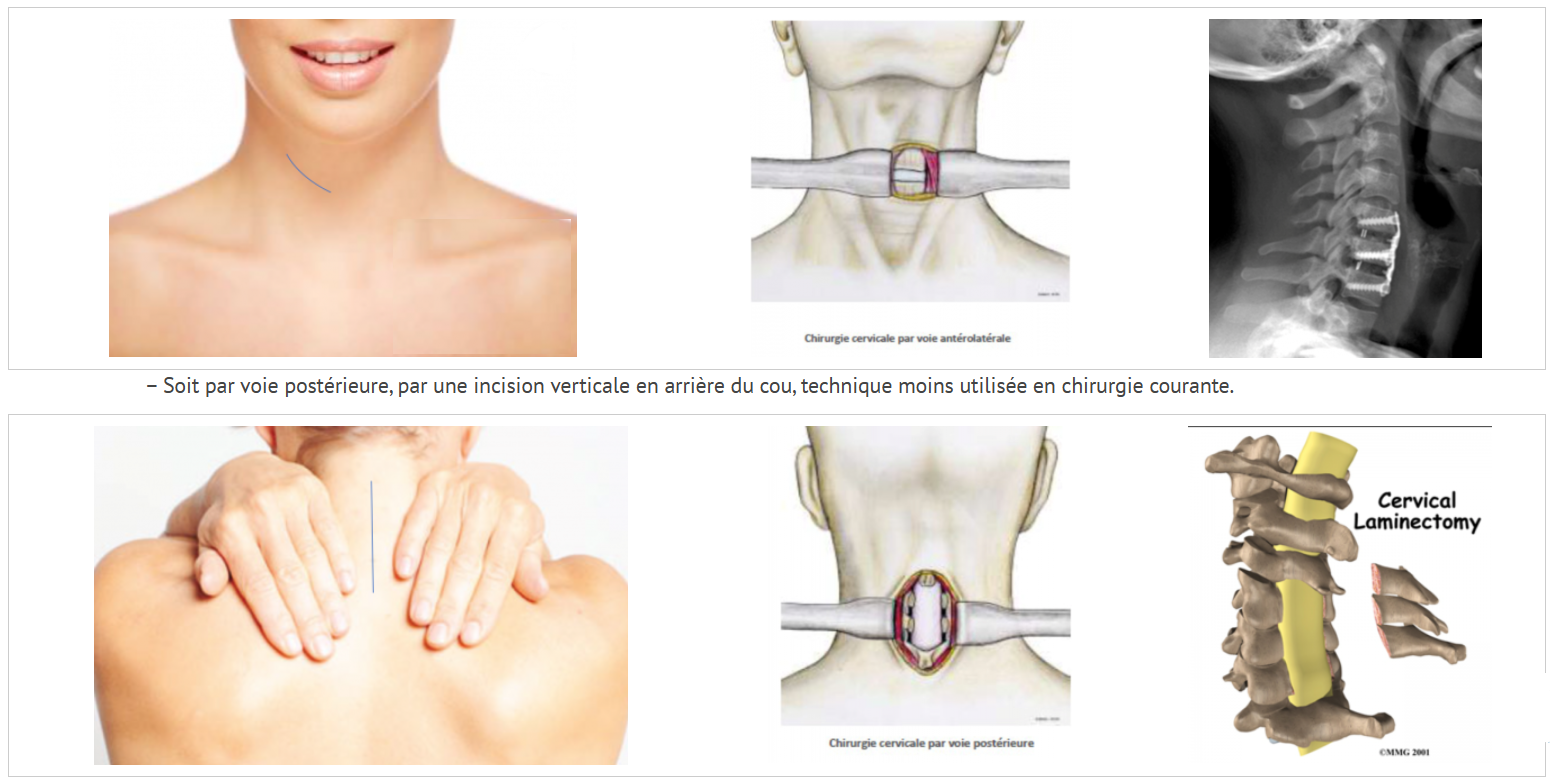 Chirurgie cervicale par voie antérolatérale
– Soit par voie postérieure, par une incision verticale en arrière du cou, technique moins utilisée en chirurgie courante.
Cervical
Laminectomy
©MMG 2001
Chirurgie cervicale par voie postérieure